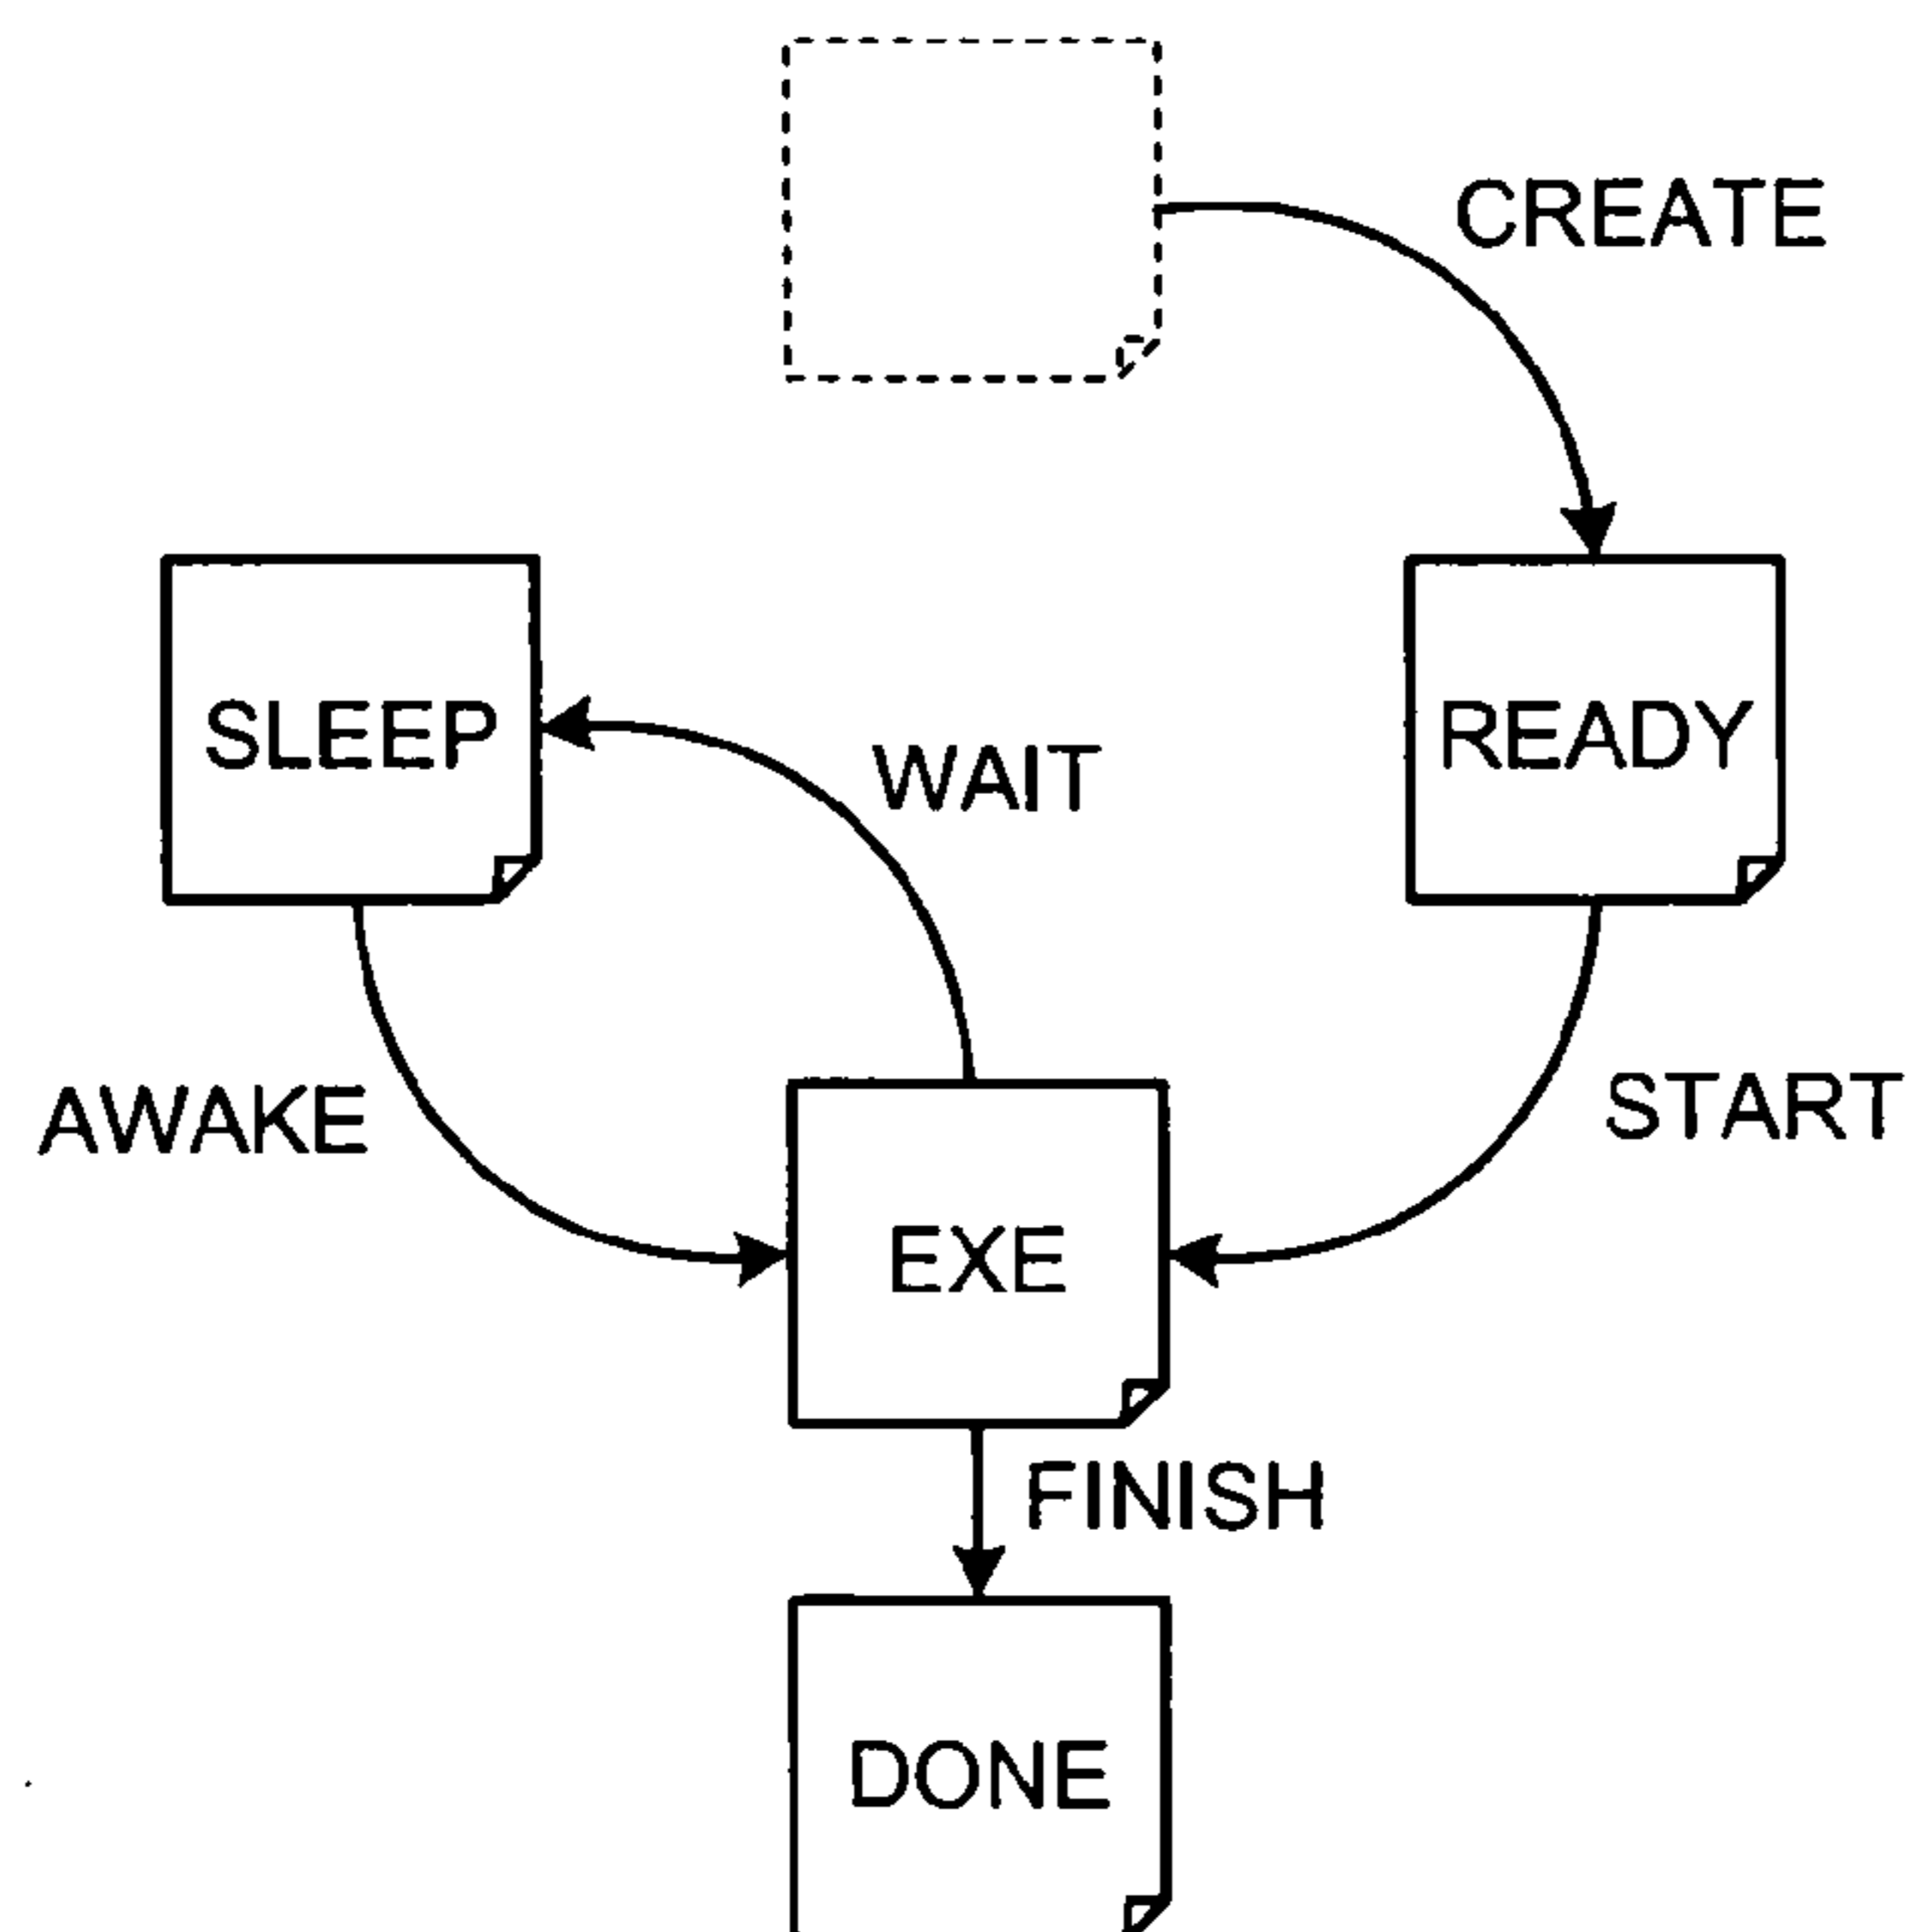 CREATE
SLEEP
READY
WAIT
AWAKE
START
EXE
FINISH
DONE